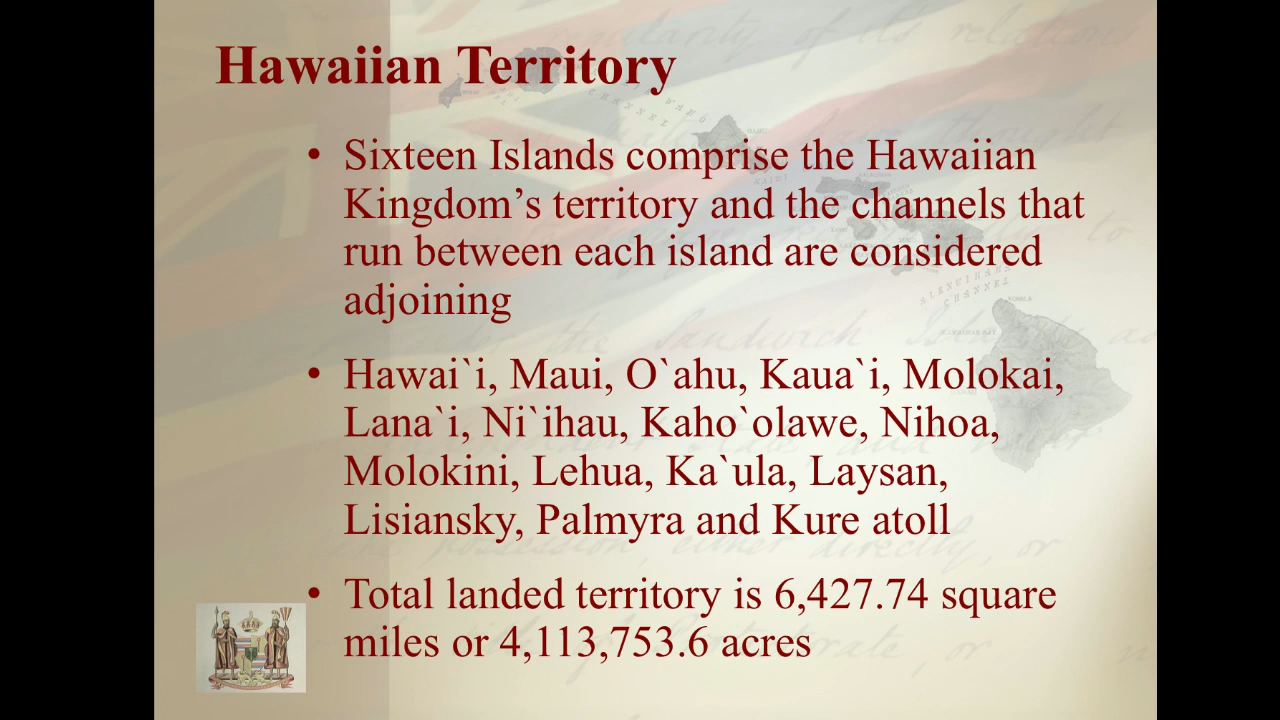 Hawaiian Territory
• Sixteen Islands comprise the Hawaiian
Kingdom’s territory and the channels that
run between each island are considered
adjoining
• Hawai`i, Maui, O`ahu, Kaua`i, Molokai,
Lana`i, Ni`ihau, Kaho`olawe, Nihoa,
Molokini, Lehua, Ka`ula, Laysan,
Lisiansky, Palmyra and Kure atoll
• Total landed territory is 6,427.74 square
miles or 4,113,753.6 acres